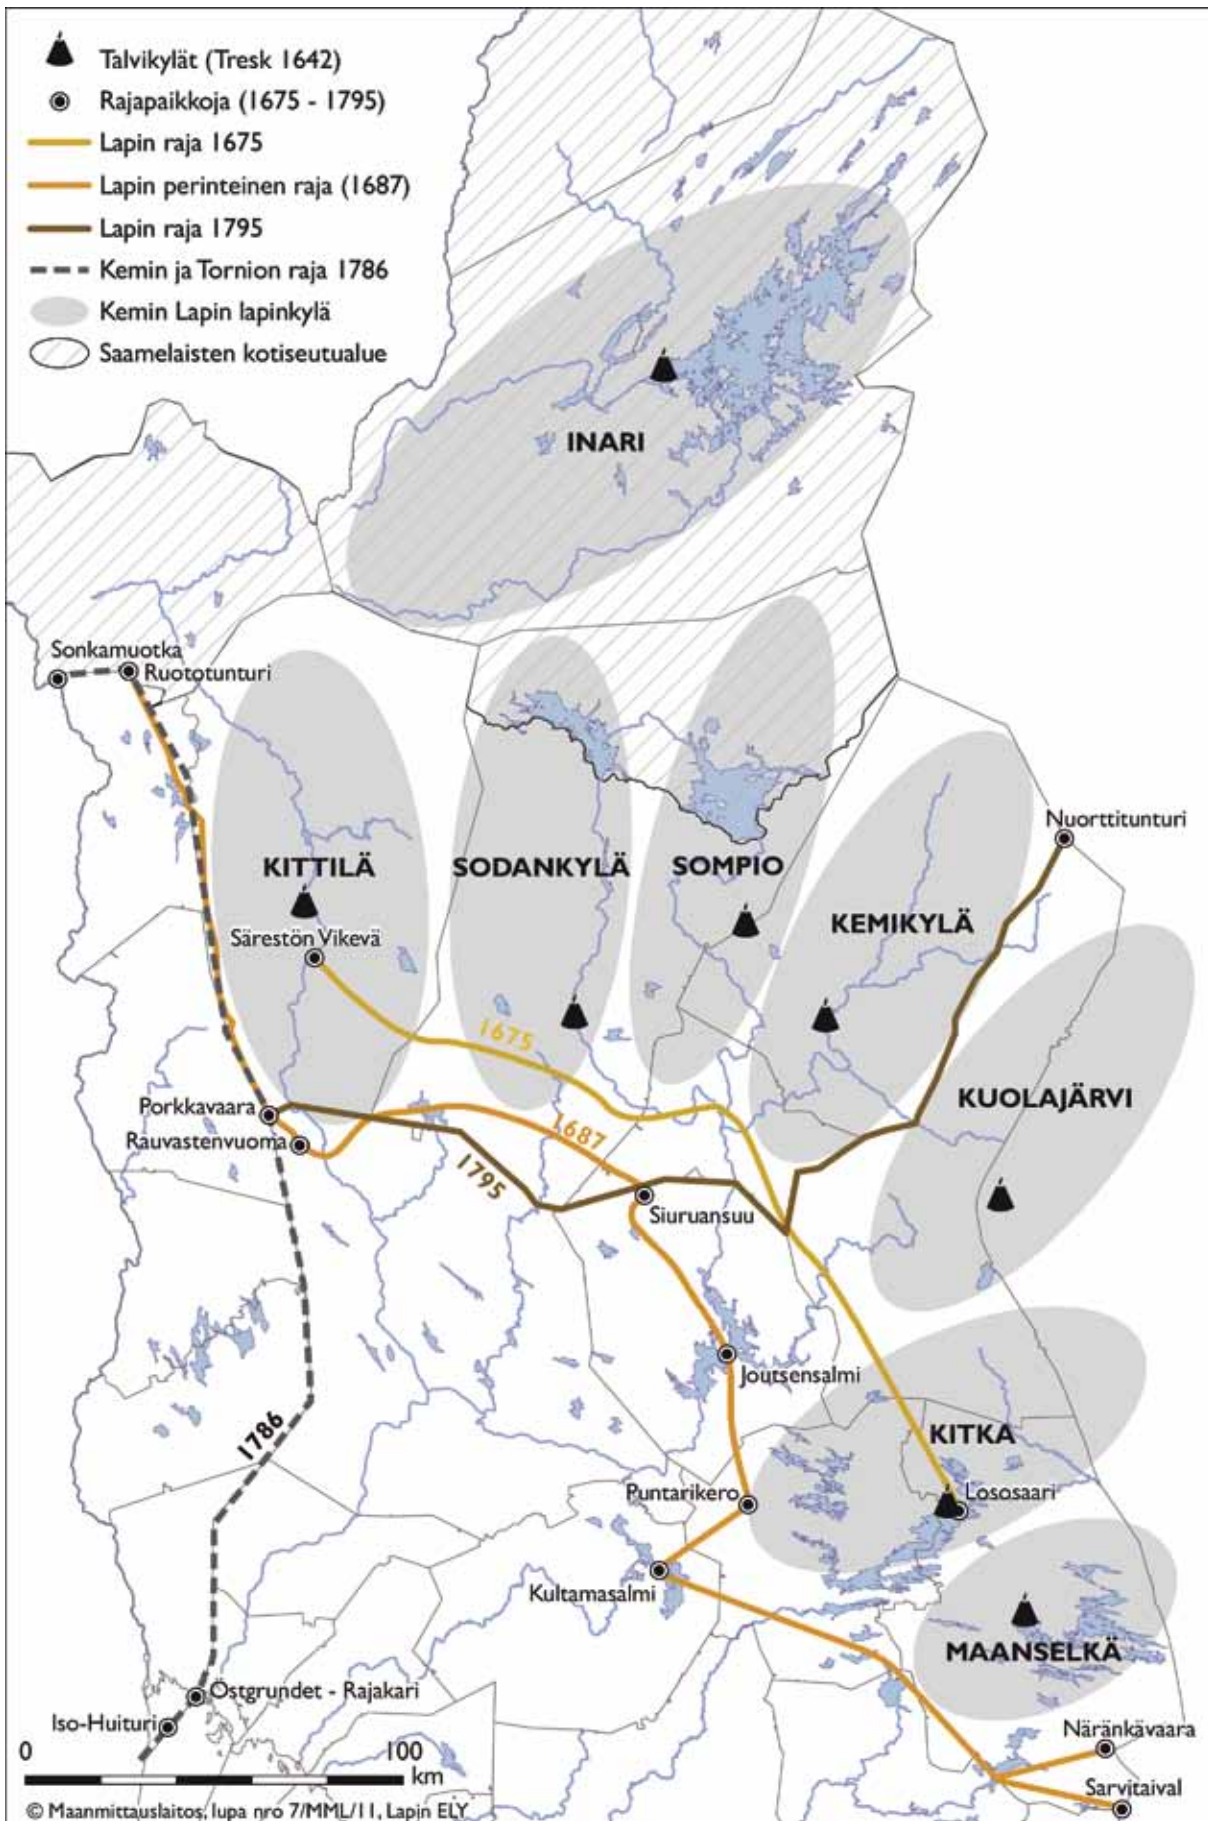 Talvikylät (Tresk 1642)
Rajapaikkoja (1675 - 1795)
Lapin raja 1675
Lapin perinteinen raja (1687)
Lapin raja 1795
Kemin ja Tornion raja 1786
Kemin Lapin lapinkylä
Saamelaisten kotiseutualue
INARI
Sonkamuotka
Ruototunturi
Nuorttitunturi
KITTILÄ
SODANKYLÄ
SOMPIO
KEMIKYLÄ
Särestön Vikevä
1675
KUOLAJÄRVI
Porkkavaara
Rauvastenvuoma
1687
1795
Siuruansuu
Joutsensalmi
1786
KITKA
Puntarikero
Lososaari
Kultamasalmi
MAANSELKÄ
Östgrundet - Rajakari
Iso-Huituri
Näränkävaara
0 100
km
Sarvitaival
© Maanmittauslaitos, lupa nro 7/MML/11, Lapin ELY